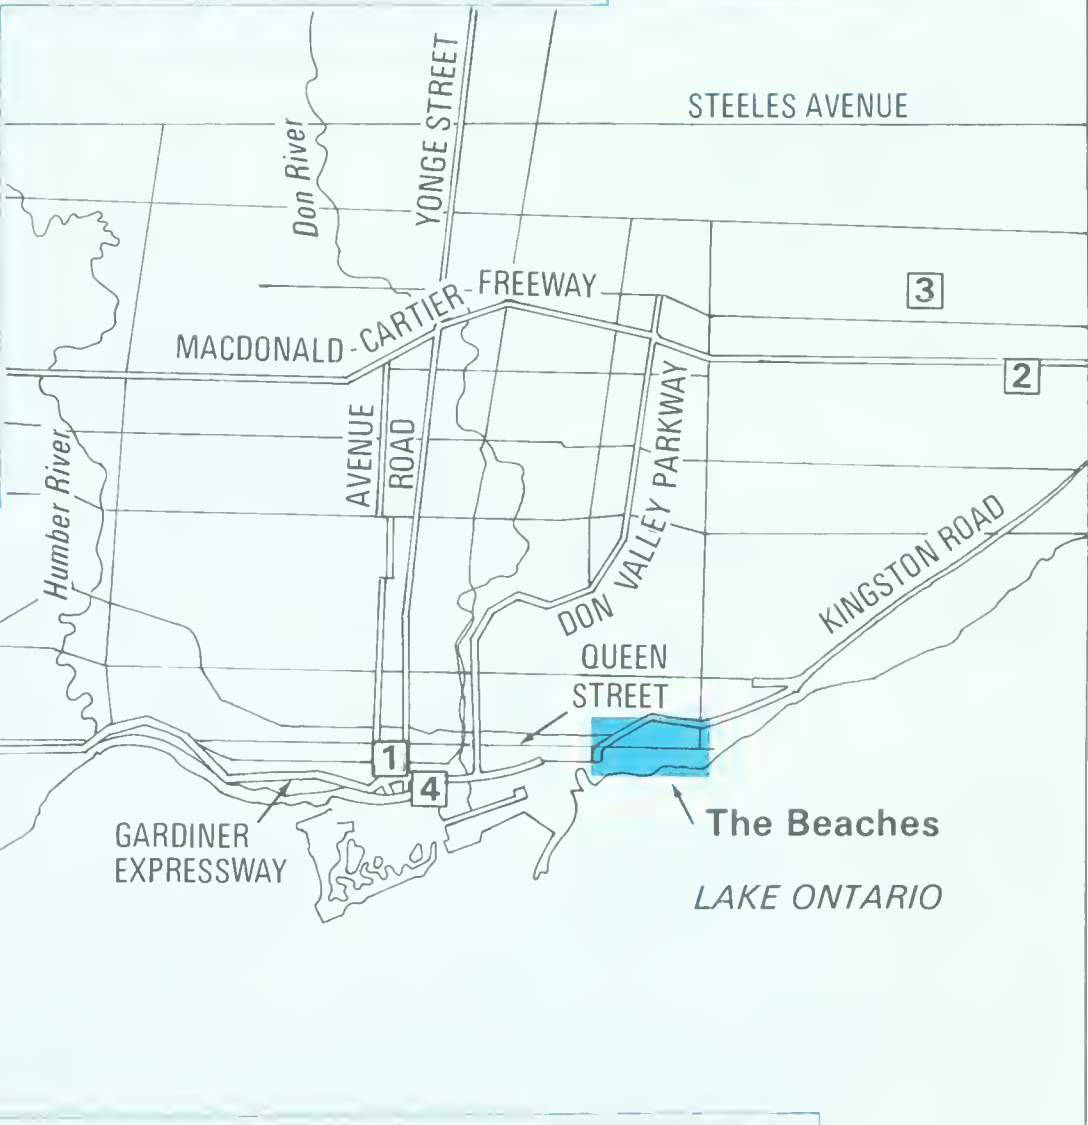 STEELES AVENUE
Don River
YONGE STREET
MACDONALD-CARTIER-FREEWAY
3
2
AVENUE
ROAD
Humber River
DON VALLEY PARKWAY
KINGSTON ROAD
QUEEN
STREET
1
4
GARDINER
EXPRESSWAY
The Beaches
LAKE ONTARIO